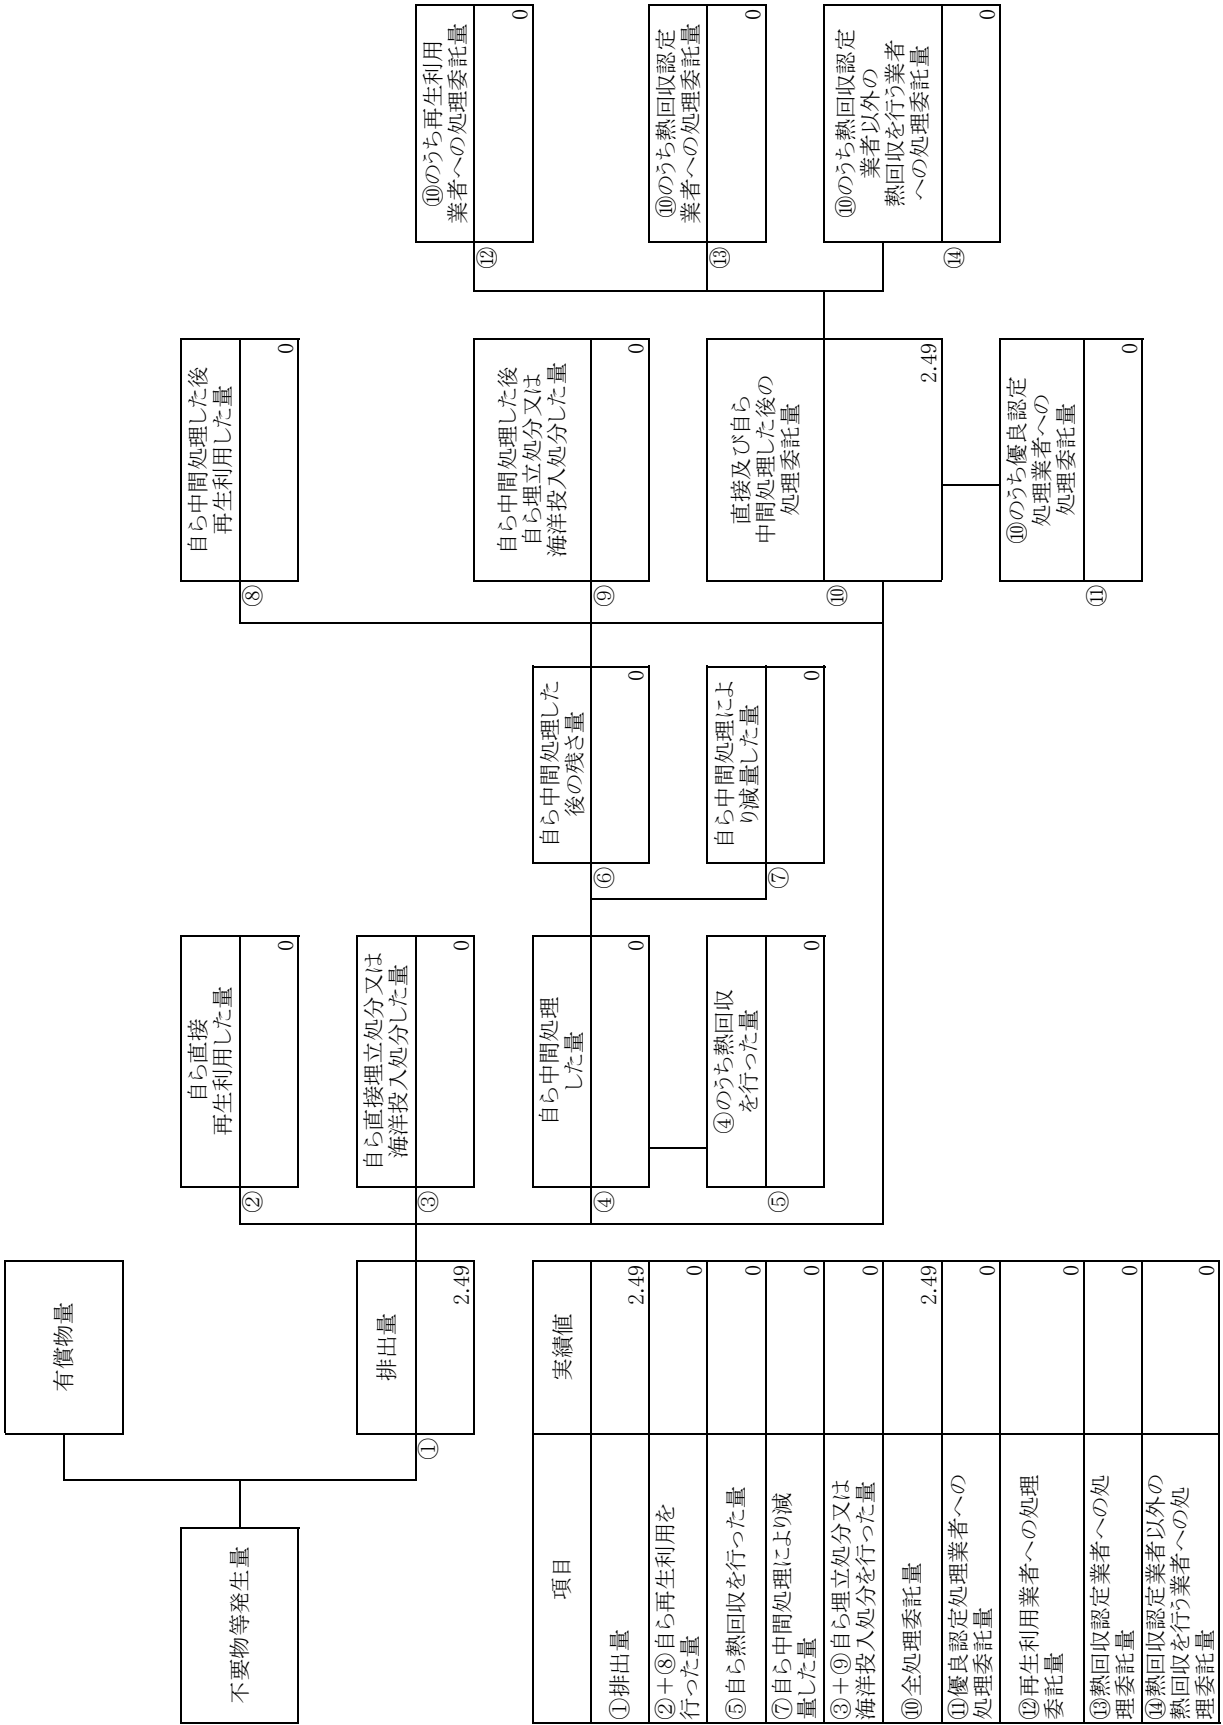 有償物量
不要物等発生量
①
排出量
2.49
②
自ら直接
再生利用した量
0
③
自ら直接埋立処分又は
海洋投入処分した量
0
④
自ら中間処理
した量
0
⑤
④のうち熱回収
を行った量
0
⑥
自ら中間処理した
後の残さ量
0
⑦
自ら中間処理によ
り減量した量
0
⑧
自ら中間処理した後
再生利用した量
0
⑨
自ら中間処理した後
自ら埋立処分又は
海洋投入処分した量
0
⑩
直接及び自ら
中間処理した後の
処理委託量
2.49
⑪
⑩のうち優良認定
処理業者への
処理委託量
0
⑫
⑩のうち再生利用
業者への処理委託量
0
⑬
⑩のうち熱回収認定
業者への処理委託量
0
⑭
⑩のうち熱回収認定
業者以外の
熱回収を行う業者
への処理委託量
0
項目 実績値
①排出量 2.49
②＋⑧自ら再生利用を
行った量 0
⑤自ら熱回収を行った量 0
⑦自ら中間処理により減
量した量 0
③＋⑨自ら埋立処分又は
海洋投入処分を行った量 0
⑩全処理委託量 2.49
⑪優良認定処理業者への
処理委託量 0
⑫再生利用業者への処理
委託量 0
⑬熱回収認定業者への処
理委託量 0
⑭熱回収認定業者以外の
熱回収を行う業者への処
理委託量 0